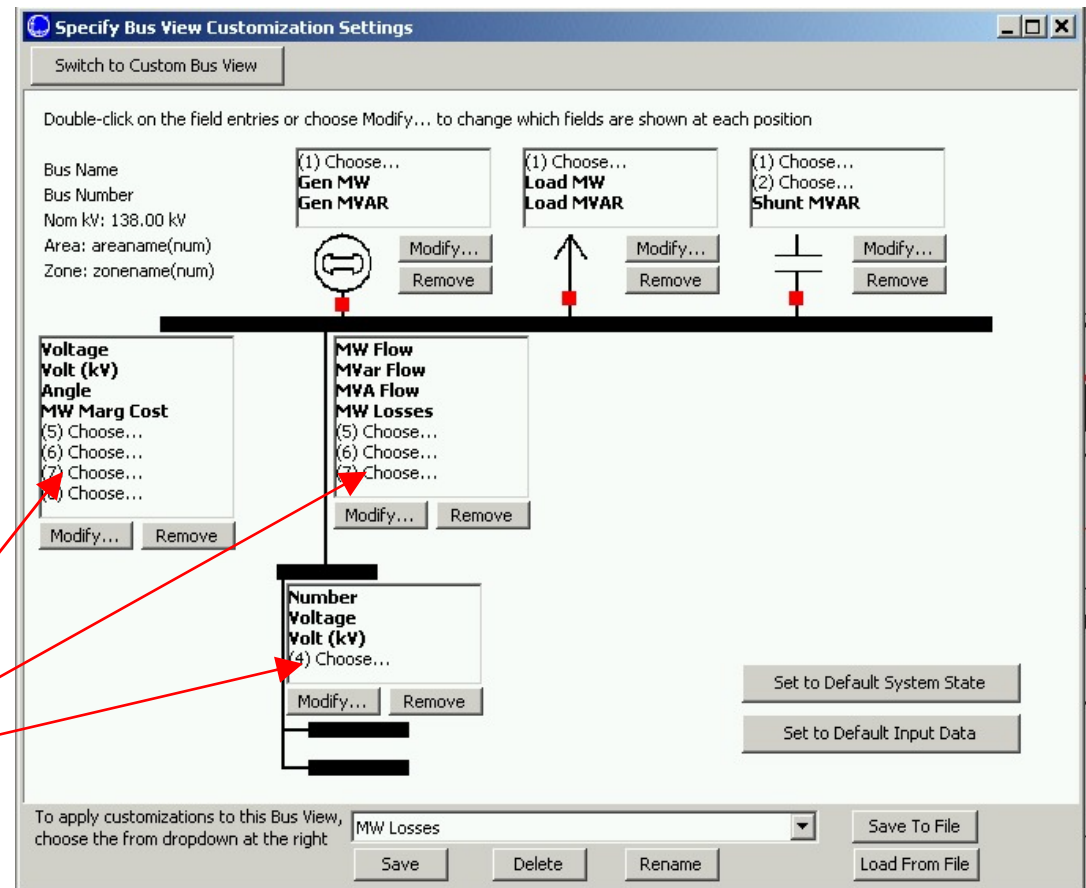 Specify Bus View Customization Settings
Switch to Custom Bus View
Double-click on the field entries or choose Modify... to change which fields are shown at each position
Bus Name
Bus Number
Nom kV: 138.00 kV
Area: areaname(num)
Zone: zonename(num)
(1) Choose...
Gen MW
Gen MVAR
Modify...
Remove
(1) Choose...
Load MW
Load MVAR
Modify...
Remove
(1) Choose...
(2) Choose...
Shunt MVAR
Modify...
Remove
Voltage
Volt (kV)
Angle
MW Marg Cost
(5) Choose...
(6) Choose...
(7) Choose...
(8) Choose...
Modify... Remove
MW Flow
MVar Flow
MVA Flow
MW Losses
(5) Choose...
(6) Choose...
(7) Choose...
Modify... Remove
Number
Voltage
Volt (kV)
(4) Choose...
Modify... Remove
Set to Default System State
Set to Default Input Data
To apply customizations to this Bus View,
choose the from dropdown at the right
MW Losses
Save Delete Rename
Save To File
Load From File